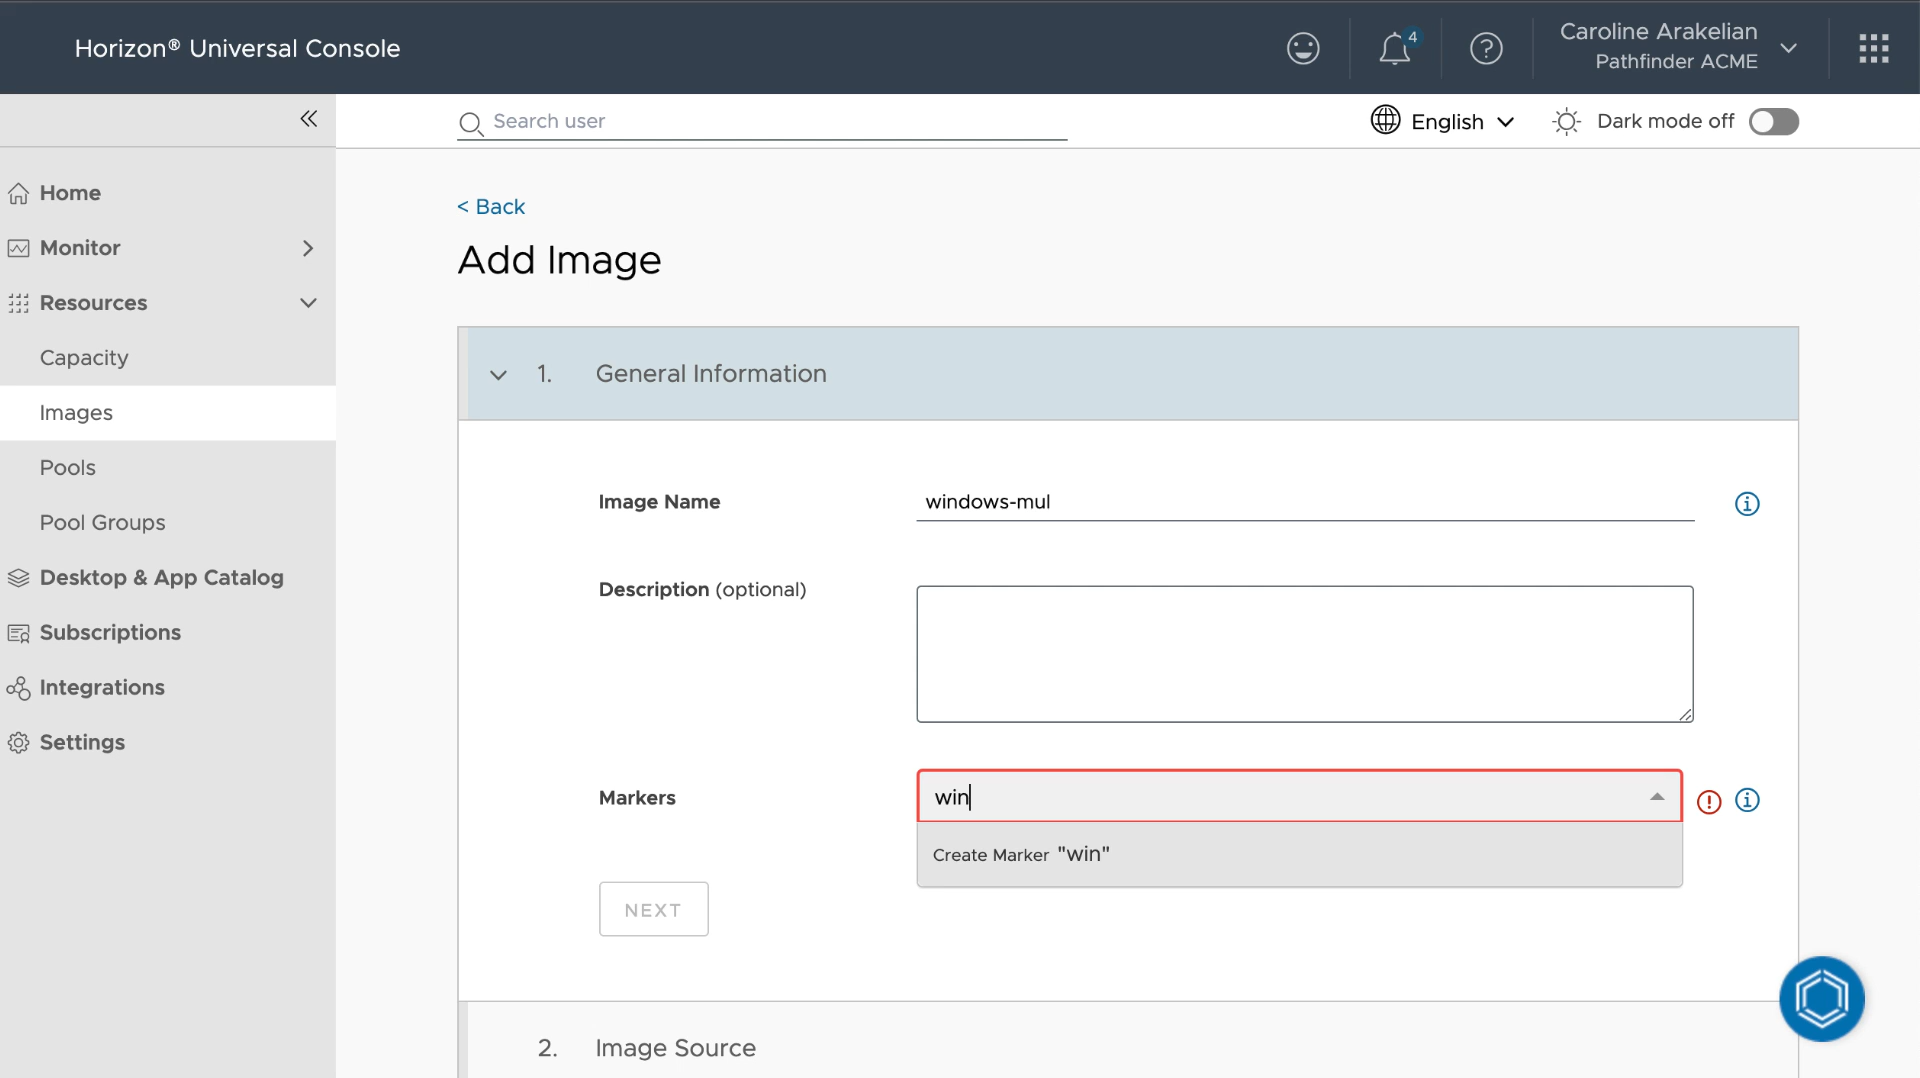 Horizon® Universal Console
4
Caroline Arakelian
Pathfinder ACME
Search user
English
Dark mode off
Home
Monitor
Resources
Capacity
Images
Pools
Pool Groups
Desktop & App Catalog
Subscriptions
Integrations
Settings
< Back
Add Image
1. General Information
Image Name
windows-mul
Description (optional)
Markers
win
Create Marker "win"
NEXT
2. Image Source